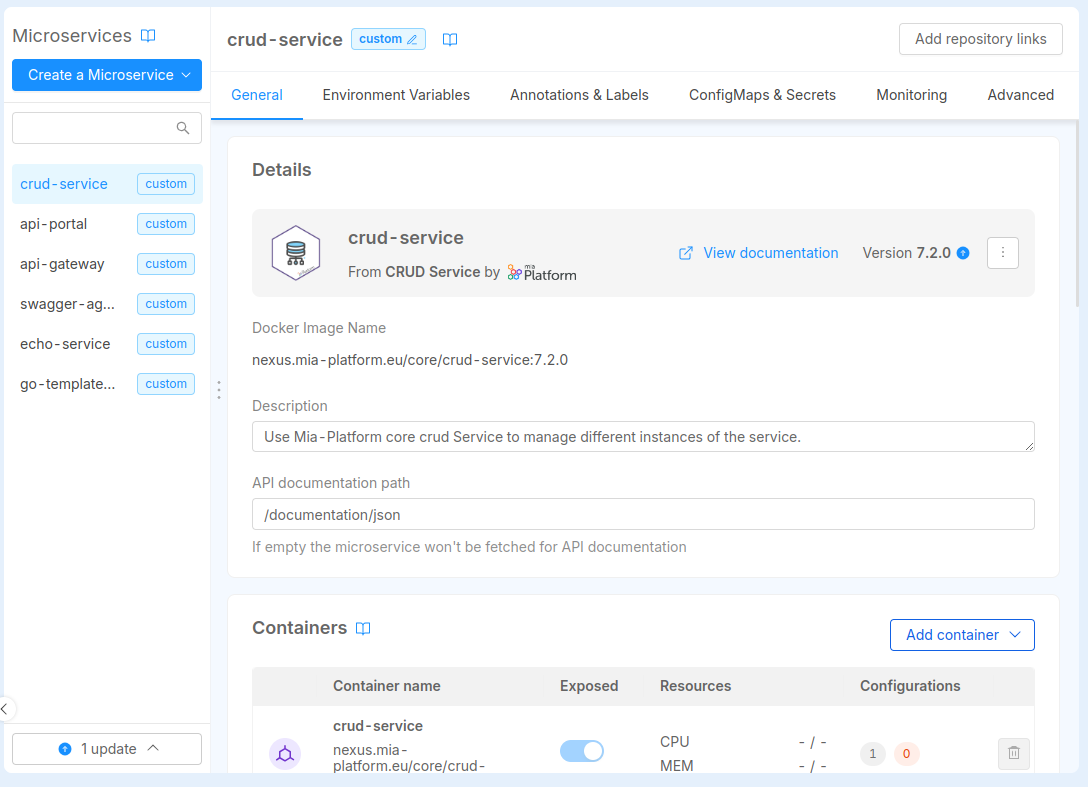 Microservices
Create a Microservice
crud-service custom
api-portal custom
api-gateway custom
swagger-ag... custom
echo-service custom
go-template... custom
1 update
crud-service custom
Add repository links
General Environment Variables Annotations & Labels ConfigMaps & Secrets Monitoring Advanced
Details
crud-service
From CRUD Service by mia Platform
View documentation
Version 7.2.0
Docker Image Name
nexus.mia-platform.eu/core/crud-service:7.2.0
Description
Use Mia-Platform core crud Service to manage different instances of the service.
API documentation path
/documentation/json
If empty the microservice won't be fetched for API documentation
Containers
Add container
Container name Exposed Resources Configurations
crud-service
nexus.mia-
platform.eu/core/crud-
CPU - / -
MEM - / -
1 0